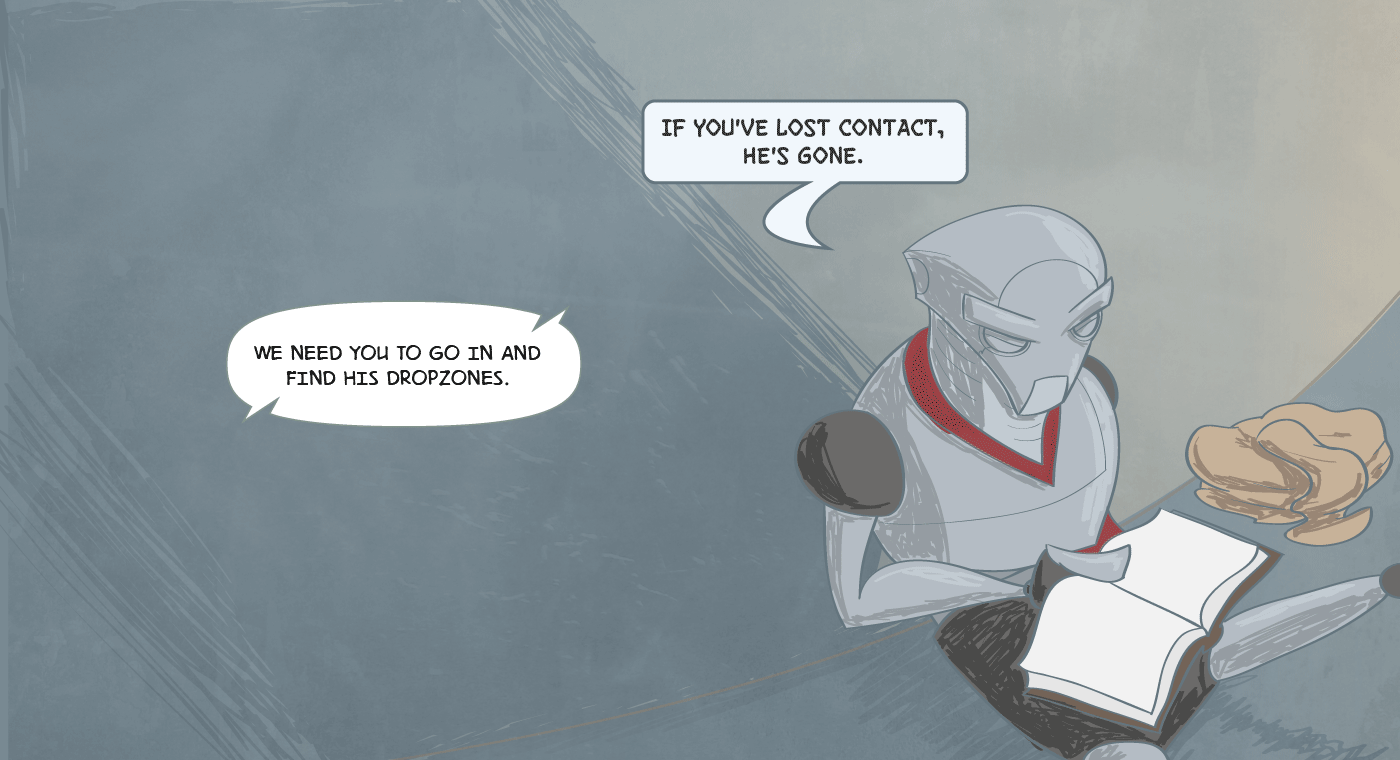 IF YOU'VE LOST CONTACT,
HE'S GONE.
WE NEED YOU TO GO IN AND
FIND HIS DROPZONES.